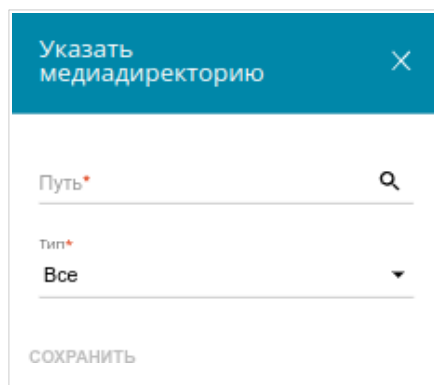 Указать
медиадиректорию
Путь*
Тип*
Все
СОХРАНИТЬ